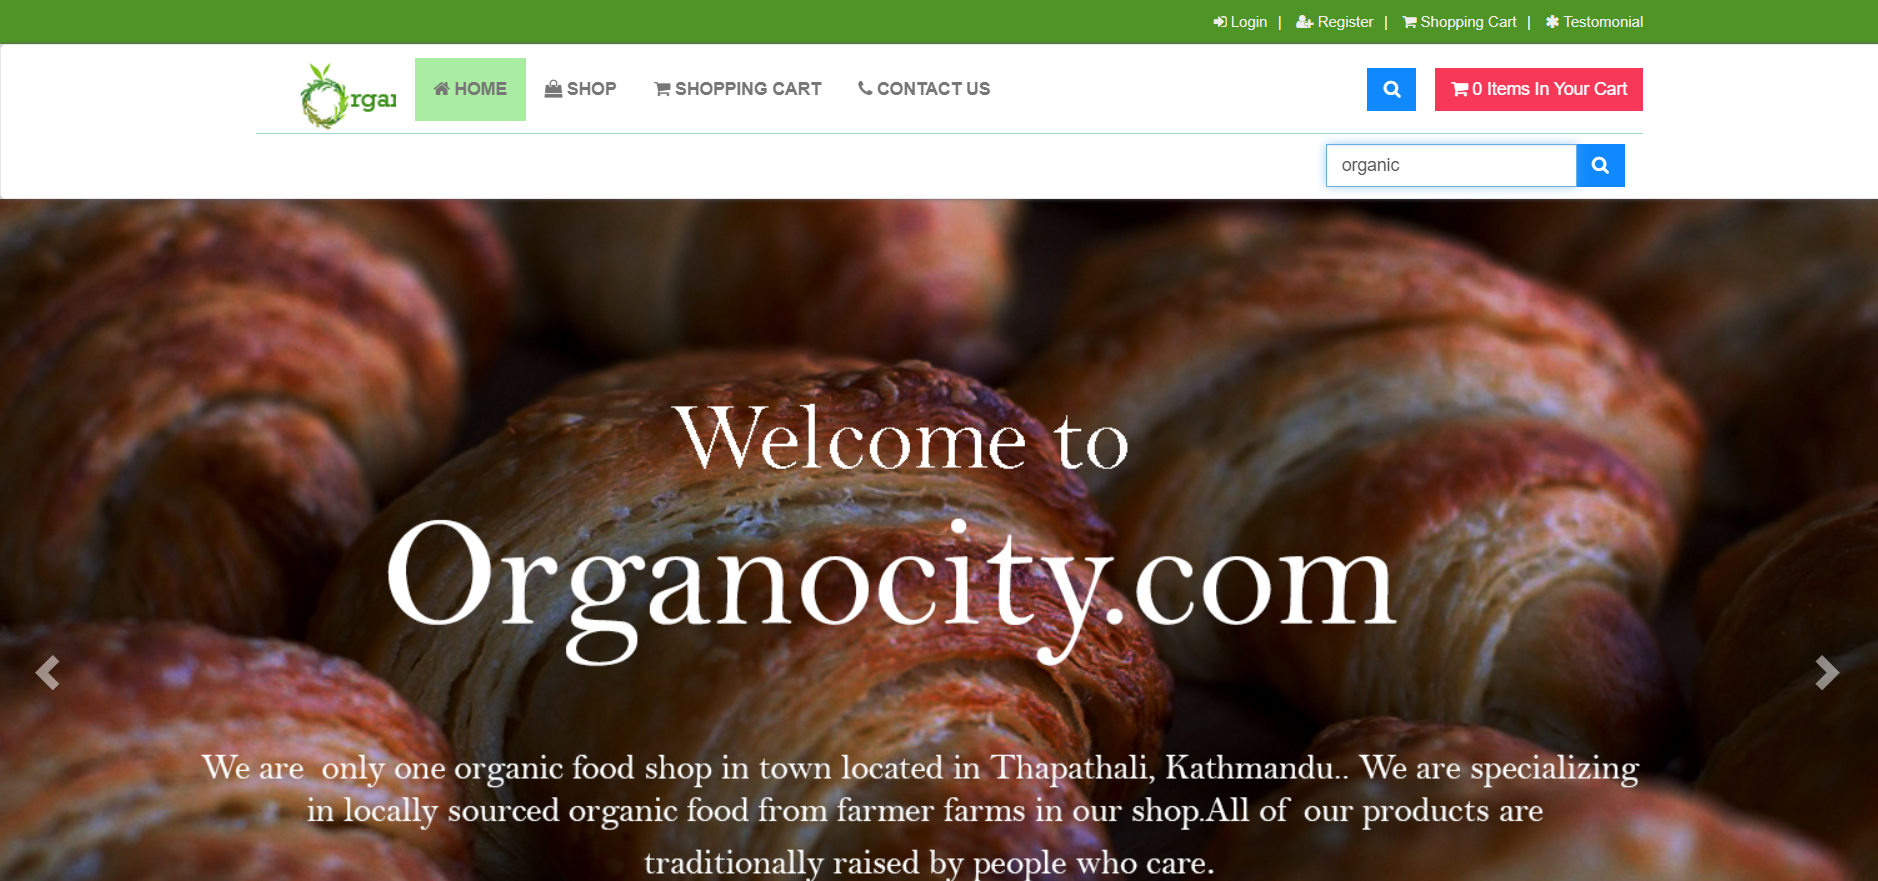 Login | Register | Shopping Cart | Testomonial
HOME SHOP SHOPPING CART CONTACT US 0 Items In Your Cart
organic
Welcome to
Organocity.com
We are only one organic food shop in town located in Thapathali, Kathmandu.. We are specializing
in locally sourced organic food from farmer farms in our shop.All of our products are
traditionally raised by people who care.